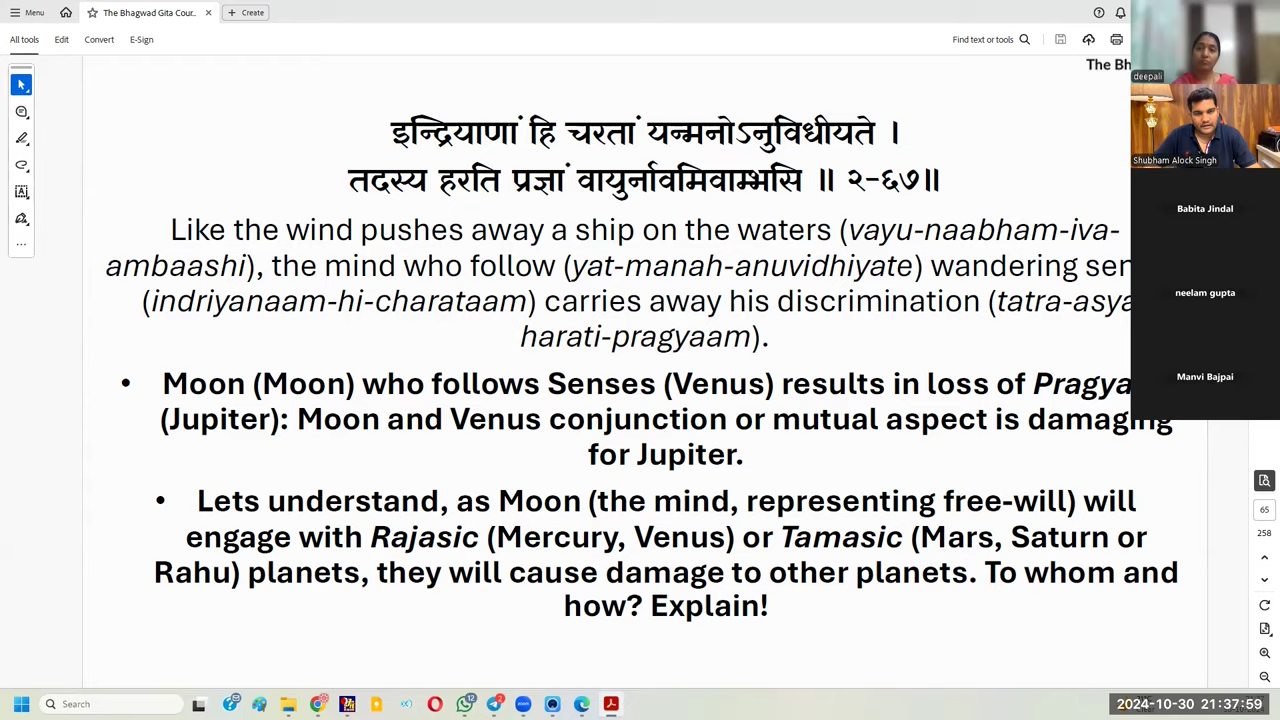 Menu
The Bhagwad Gita Cour...
Create
All tools
Edit
Convert
E-Sign
Find text or tools
The Bh
deepali
Shubham Alock Singh
Babita Jindal
neelam gupta
Manvi Bajpai
इन्द्रियाणां हि चरतां यन्मनोऽनुविधीयते ।
तदस्य हरति प्रज्ञां वायुर्नावमिवाम्भसि ॥ २-६७॥
Like the wind pushes away a ship on the waters (vayu-naabham-iva-
ambaashi), the mind who follow (yat-manah-anuvidhiyate) wandering sen
(indriyanaam-hi-charataam) carries away his discrimination (tatra-asya
harati-pragyaam).
• Moon (Moon) who follows Senses (Venus) results in loss of Pragya
(Jupiter): Moon and Venus conjunction or mutual aspect is damaging
for Jupiter.
• Lets understand, as Moon (the mind, representing free-will) will
engage with Rajasic (Mercury, Venus) or Tamasic (Mars, Saturn or
Rahu) planets, they will cause damage to other planets. To whom and
how? Explain!
65
258
Search
12
2
zoom
2024-10-30 21:37:59